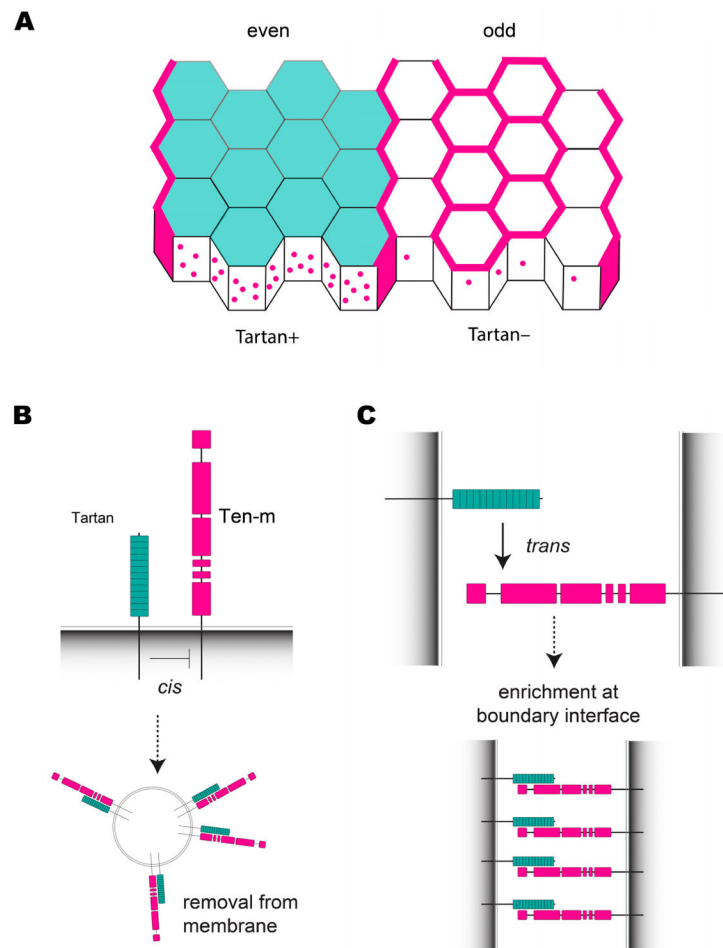 A
even odd
Tartan+ Tartan–
B
Tartan Ten-m
cis
removal from
membrane
C
trans
enrichment at
boundary interface